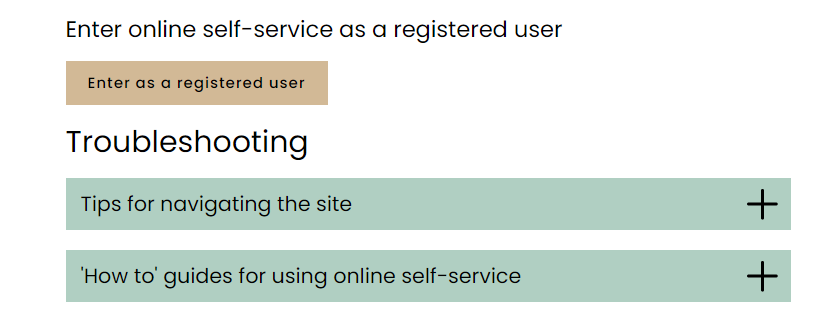 Enter online self-service as a registered user
Enter as a registered user
Troubleshooting
Tips for navigating the site
'How to' guides for using online self-service